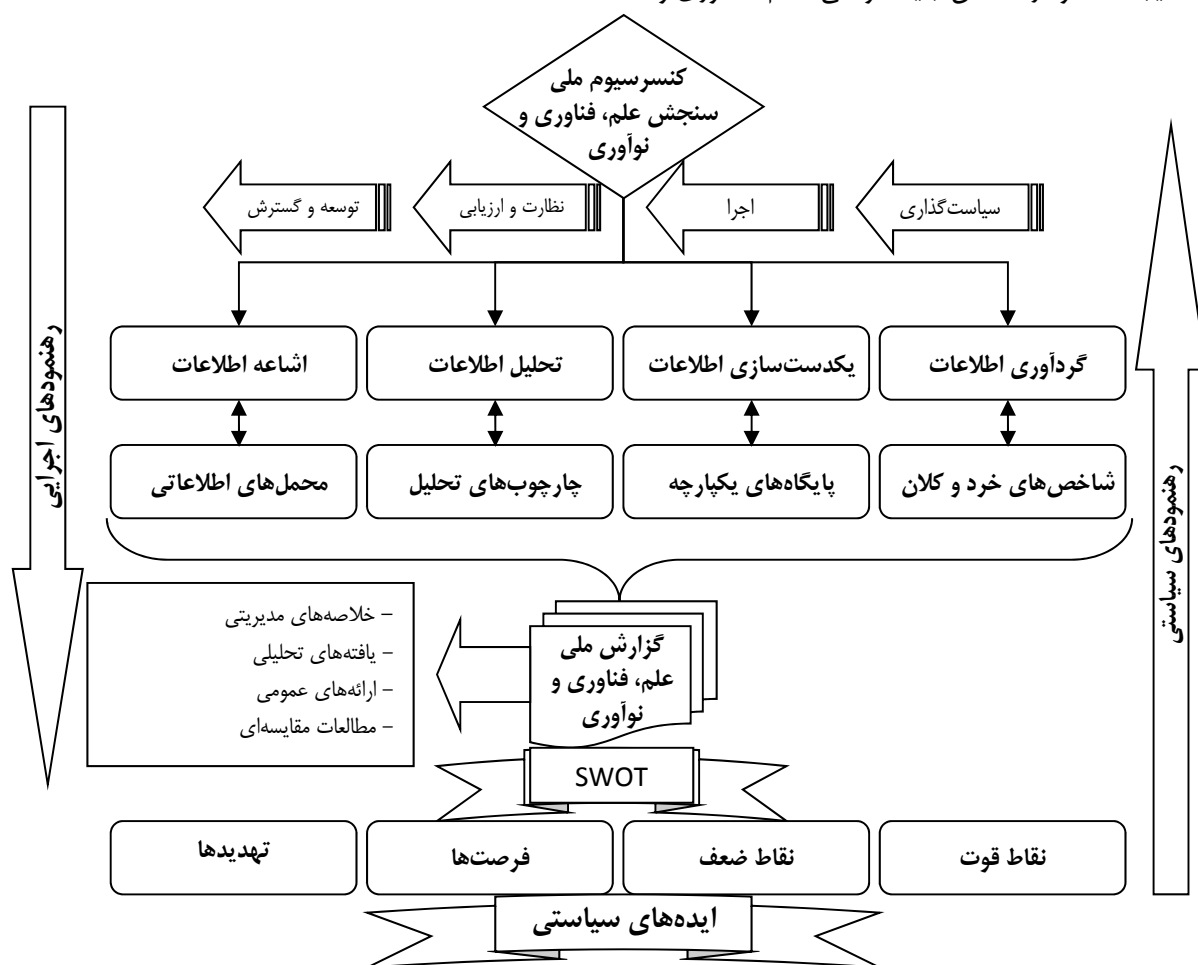 کنسرسیوم ملی
سنجش علم، فناوری و
نوآوری
سیاست‌گذاری
اجرا
نظارت و ارزیابی
توسعه و گسترش
گردآوری اطلاعات
یکدست‌سازی اطلاعات
تحلیل اطلاعات
اشاعه اطلاعات
شاخص‌های خرد و کلان
پایگاه‌های یکپارچه
چارچوب‌های تحلیل
محمل‌های اطلاعاتی
رهنمودهای سیاستی
رهنمودهای اجرایی
گزارش ملی
علم، فناوری و
نوآوری
- خلاصه‌های مدیریتی
- یافته‌های تحلیلی
- ارائه‌های عمومی
- مطالعات مقایسه‌ای
SWOT
نقاط قوت
نقاط ضعف
فرصت‌ها
تهدیدها
ایده‌های سیاستی